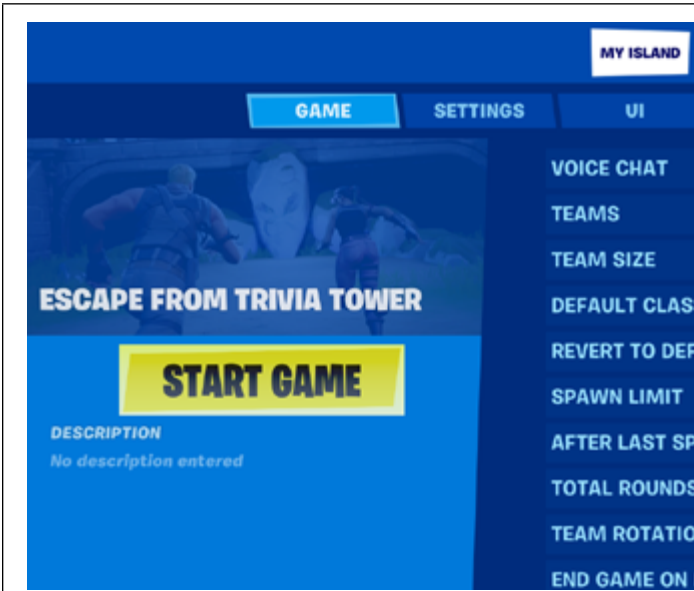 MY ISLAND
GAME SETTINGS UI
ESCAPE FROM TRIVIA TOWER
START GAME
DESCRIPTION
No description entered
VOICE CHAT
TEAMS
TEAM SIZE
DEFAULT CLAS
REVERT TO DEF
SPAWN LIMIT
AFTER LAST SP
TOTAL ROUNDS
TEAM ROTATIO
END GAME ON